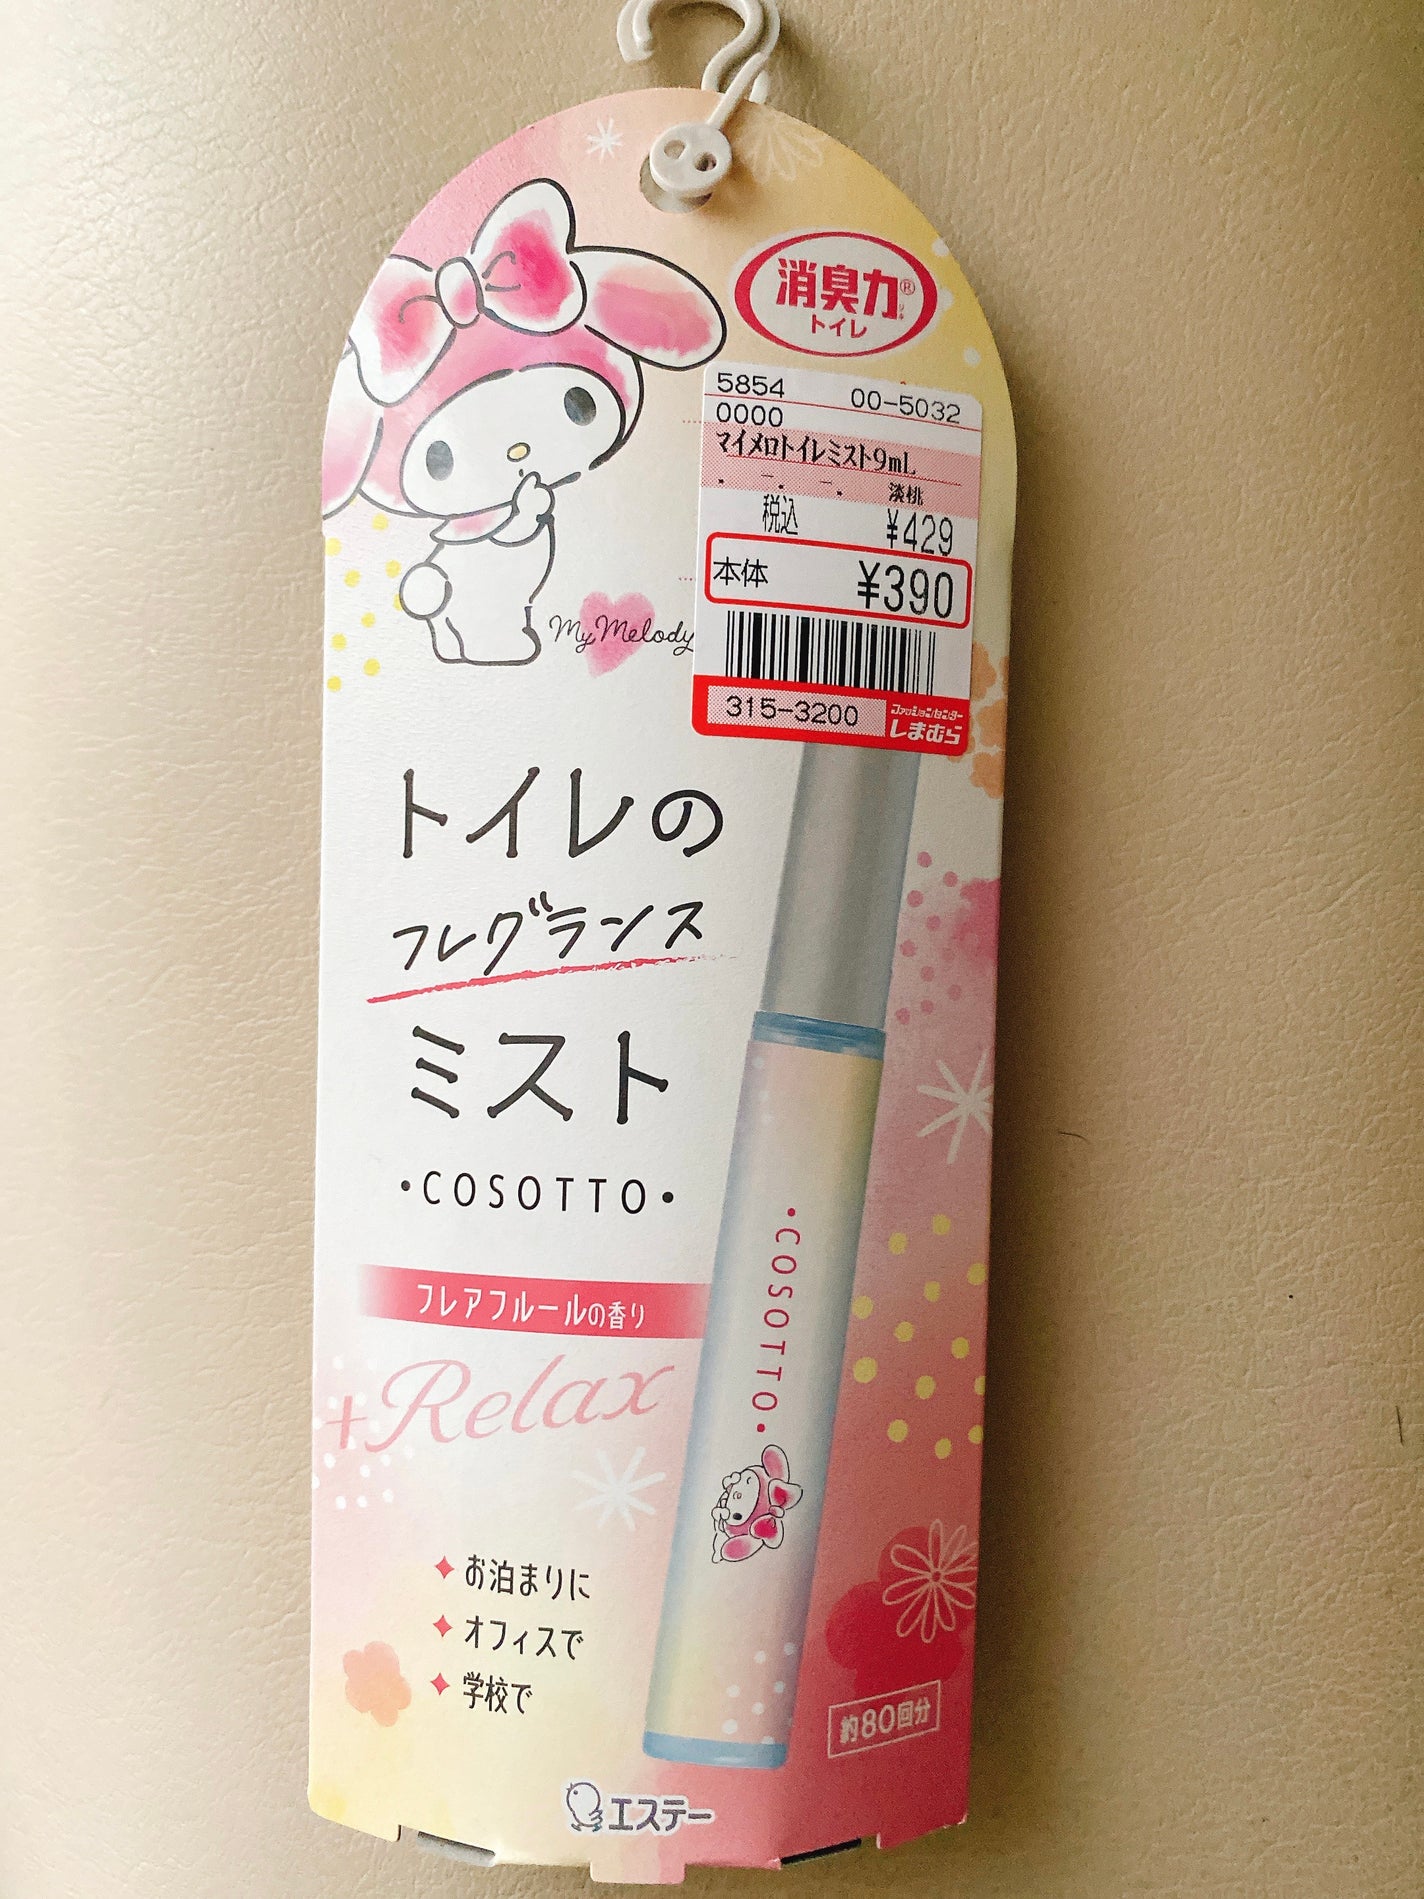 消臭力®
トイレ
5854 00-5032
0000
マイメロトイレミスト9mL
淡桃
税込 ¥429
本体 ¥390
315-3200
ファッションセンター
しまむら
My Melody
トイレの
フレグランス
ミスト
・COSOTTO・
フレアフルールの香り
+Relax
・COSOTTO・
お泊まりに
オフィスで
学校で
約80回分
エステー